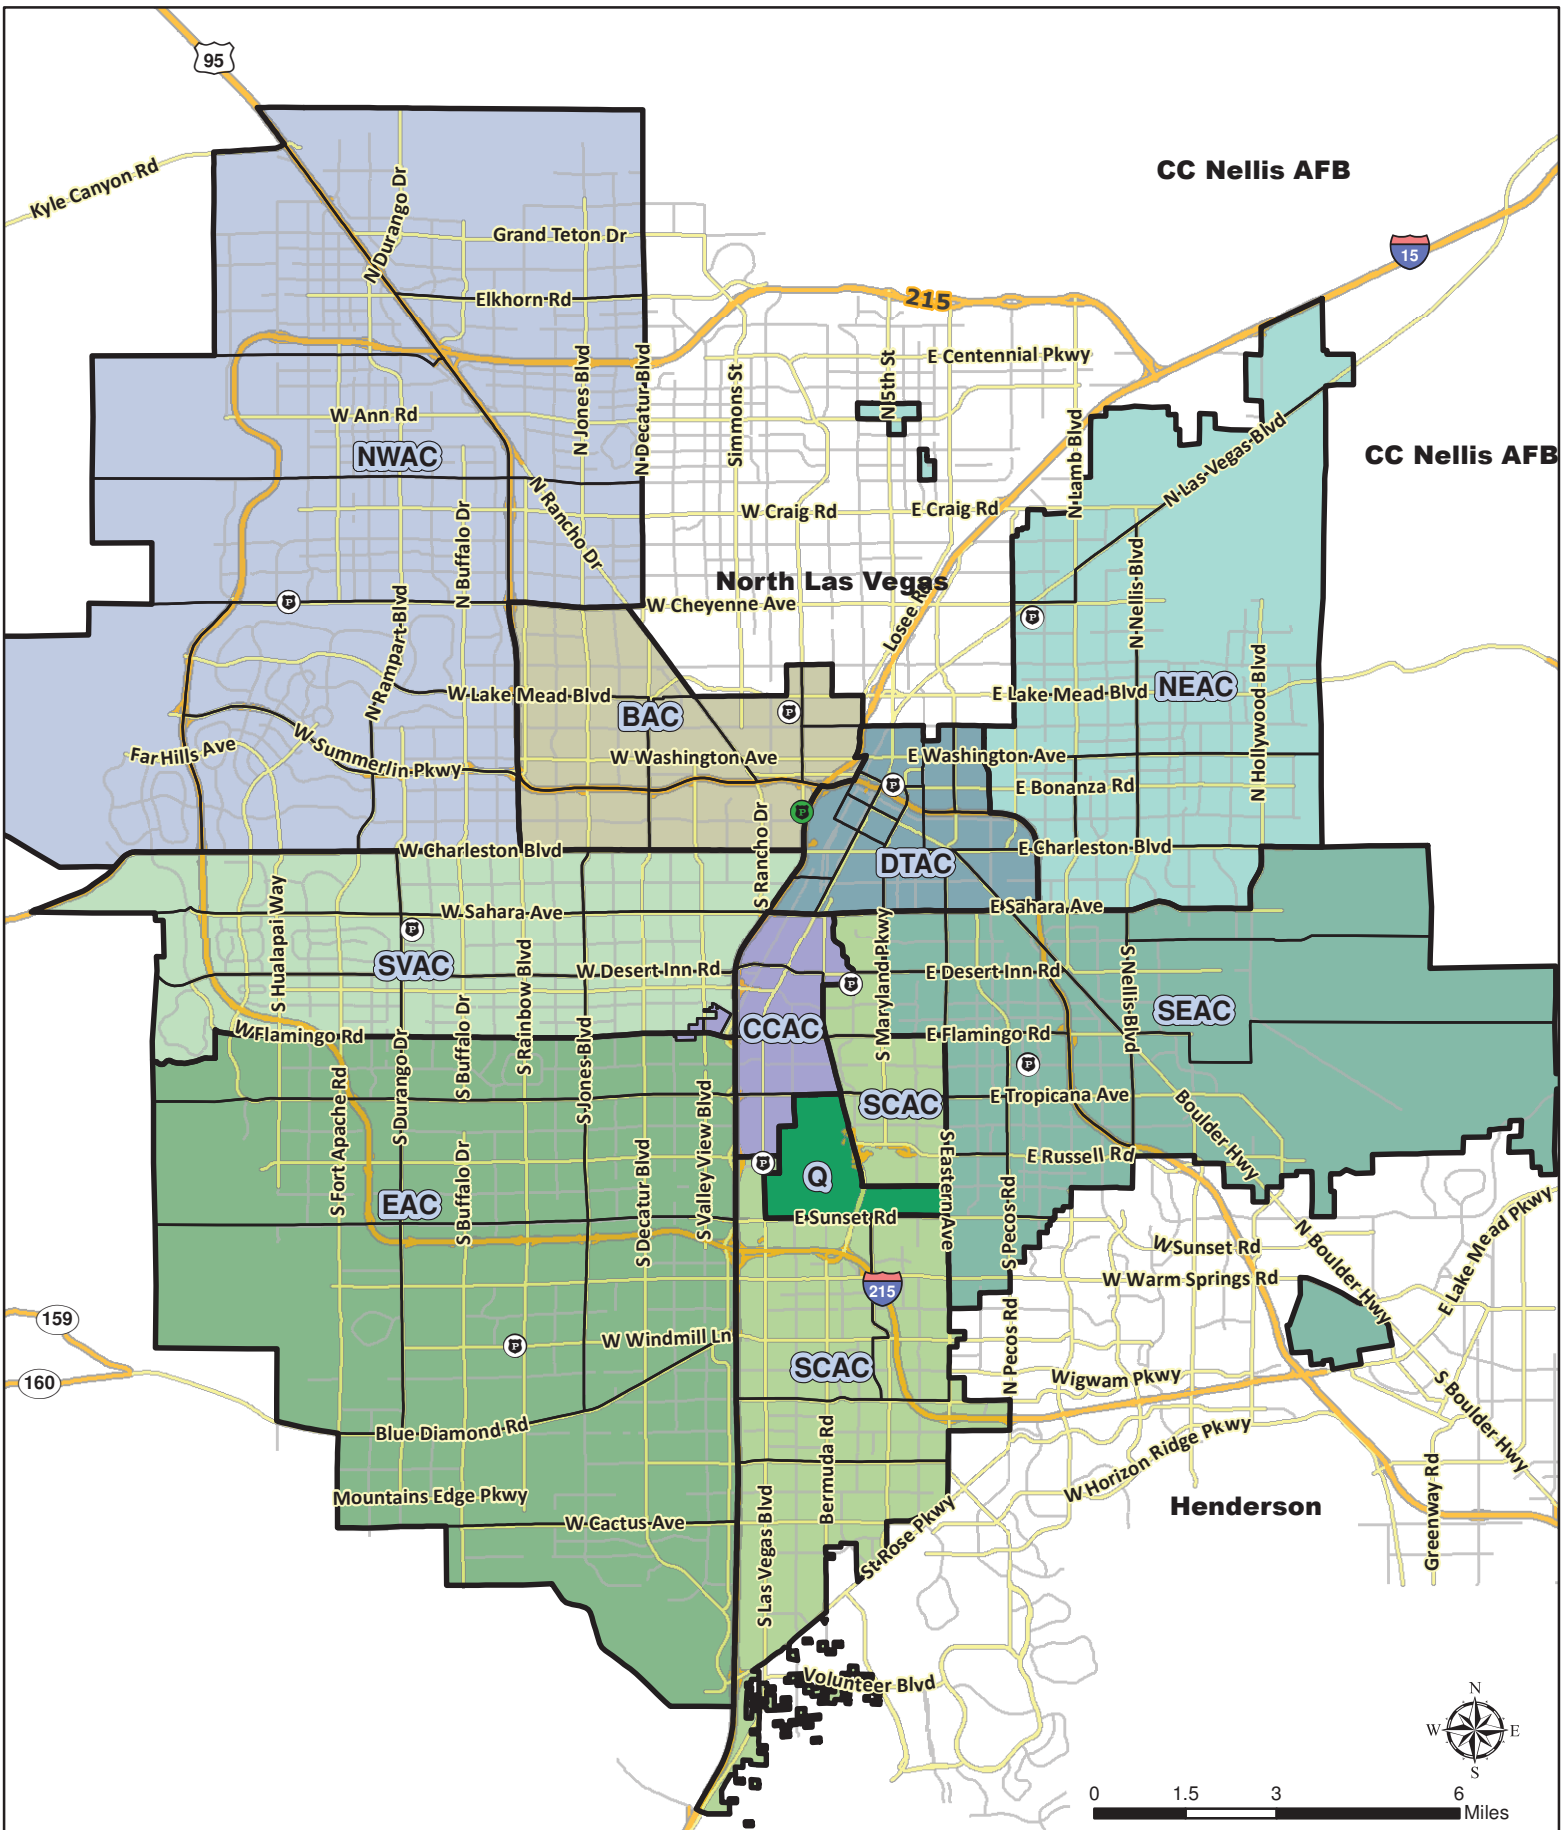 95
CC Nellis AFB
Kyle Canyon Rd
N Durango Dr
Grand Teton Dr
15
Elkhorn Rd
215
N Jones Blvd
N Decatur Blvd
Simmons St
N 5th St
E Centennial Pkwy
W Ann Rd
NWAC
N Lamb Blvd
N Las Vegas Blvd
CC Nellis AFB
N Rancho Dr
W Craig Rd
E Craig Rd
N Buffalo Dr
N Nellis Blvd
North Las Vegas
P
W Cheyenne Ave
Losee Rd
P
N Rampart Blvd
W Lake Mead Blvd
E Lake Mead Blvd
NEAC
N Hollywood Blvd
BAC
P
Far Hills Ave
W Summerlin Pkwy
W Washington Ave
E Washington Ave
P
E Bonanza Rd
P
S Rancho Dr
W Charleston Blvd
DTAC
E Charleston Blvd
S Hualapai Way
W Sahara Ave
E Sahara Ave
P
SVAC
S Rainbow Blvd
W Desert Inn Rd
S Maryland Pkwy
E Desert Inn Rd
S Nellis Blvd
P
SEAC
W Flamingo Rd
S Durango Dr
S Buffalo Dr
S Jones Blvd
CCAC
E Flamingo Rd
P
S Fort Apache Rd
S Valley View Blvd
SCAC
E Tropicana Ave
Boulder Hwy
S Buffalo Dr
S Decatur Blvd
P
Q
S Eastern Ave
E Russell Rd
S Pecos Rd
EAC
E Sunset Rd
W Sunset Rd
N Boulder Hwy
E Lake Mead Pkwy
W Warm Springs Rd
215
159
P
W Windmill Ln
N Pecos Rd
SCAC
160
Wigwam Pkwy
S Boulder Hwy
Blue Diamond Rd
Bermuda Rd
W Horizon Ridge Pkwy
Mountains Edge Pkwy
S Las Vegas Blvd
Henderson
Greenway Rd
W Cactus Ave
St Rose Pkwy
Volunteer Blvd
N
W
E
S
0
1.5
3
6
Miles